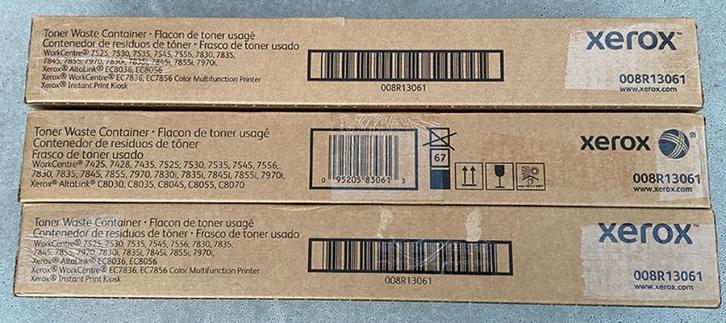 Toner Waste Container • Flacon de toner usagé
Contenedor de residuos de tóner • Frasco de toner usado
WorkCentre® 7525, 7530, 7535, 7545, 7556, 7830, 7835,
7845, 7855, 7970, 7830i, 7835i, 7845i, 7855i, 7970i,
Xerox® AltaLink® EC8036, EC8056
Xerox® WorkCentre® EC7836, EC7856 Color Multifunction Printer
Xerox® Instant Print Kiosk
008R13061
xerox™
008R13061
www.xerox.com
Toner Waste Container • Flacon de toner usagé
Contenedor de residuos de tóner
Frasco de toner usado
WorkCentre® 7425, 7428, 7435, 7525, 7530, 7535, 7545, 7556,
7830, 7835, 7845, 7855, 7970, 7830i, 7835i, 7845i, 7855i, 7970i,
Xerox® AltaLink® C8030, C8035, C8045, C8055, C8070
0 95205 83061 3
67
xerox
008R13061
www.xerox.com
Toner Waste Container • Flacon de toner usagé
Contenedor de residuos de tóner • Frasco de toner usado
WorkCentre® 7525, 7530, 7535, 7545, 7556, 7830, 7835,
7845, 7855, 7970, 7830i, 7835i, 7845i, 7855i, 7970i,
Xerox® AltaLink® EC8036, EC8056
Xerox® WorkCentre® EC7836, EC7856 Color Multifunction Printer
Xerox® Instant Print Kiosk
008R13061
xerox™
008R13061
www.xerox.com